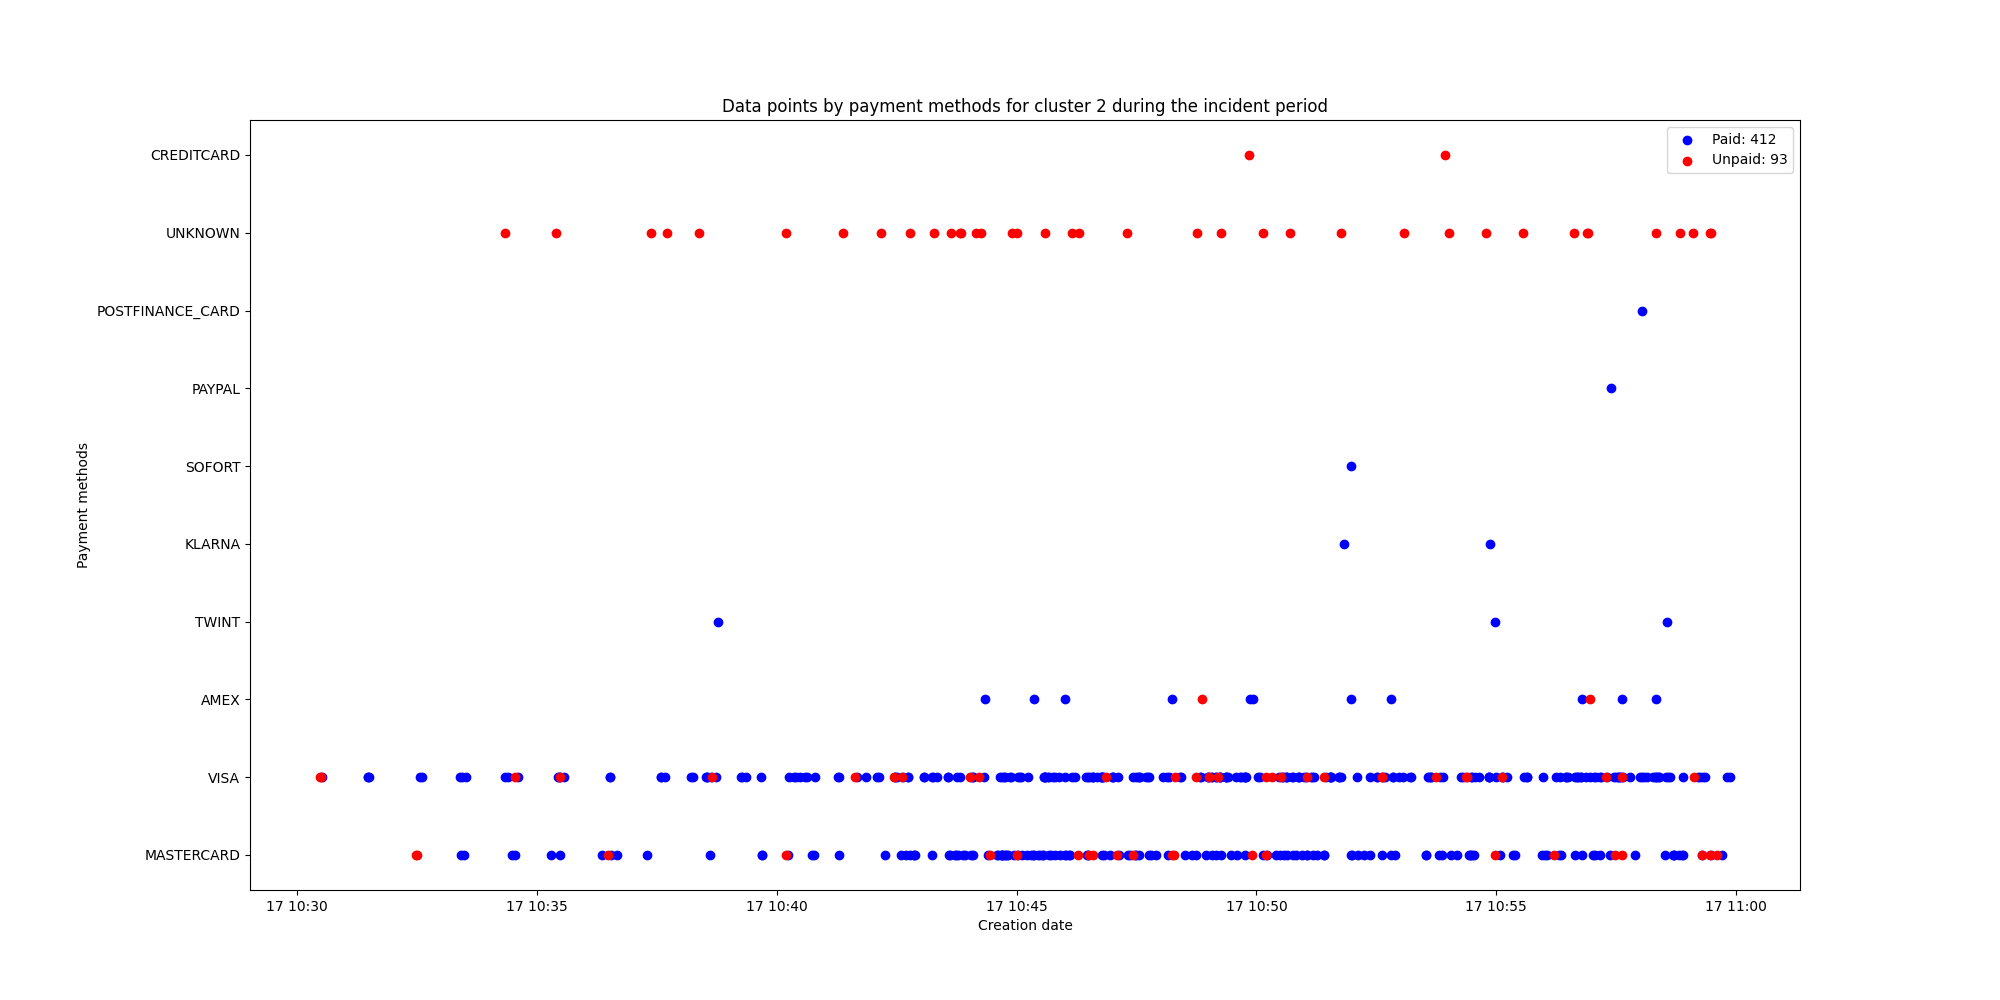 Data points by payment methods for cluster 2 during the incident period
Paid: 412
Unpaid: 93
CREDITCARD
UNKNOWN
POSTFINANCE_CARD
PAYPAL
SOFORT
KLARNA
TWINT
AMEX
VISA
MASTERCARD
Payment methods
17 10:30 17 10:35 17 10:40 17 10:45 17 10:50 17 10:55 17 11:00
Creation date